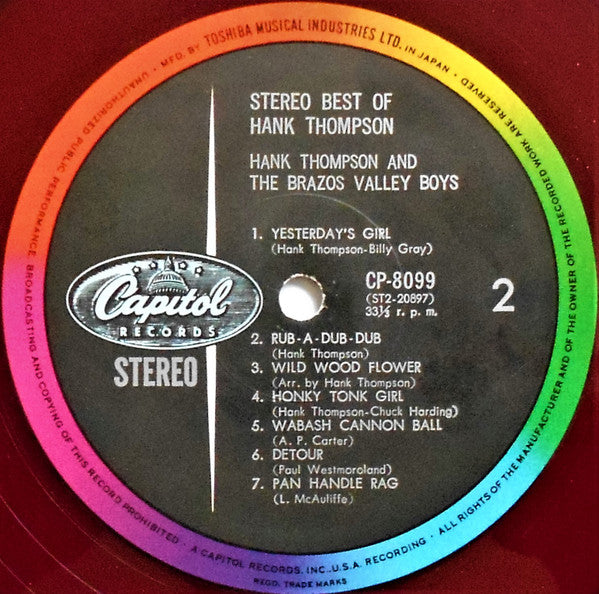 MFD. BY TOSHIBA MUSICAL INDUSTRIES LTD. IN JAPAN · ALL RIGHTS OF THE MANUFACTURER AND OF THE OWNER OF THE RECORDED WORK ARE RESERVED ·
UNAUTHORIZED PUBLIC PERFORMANCE, BROADCASTING AND COPYING OF THIS RECORD PROHIBITED ·
A CAPITOL RECORDS, INC., U.S.A. RECORDING.
REGD. TRADE MARKS
STEREO BEST OF
HANK THOMPSON
HANK THOMPSON AND
THE BRAZOS VALLEY BOYS
1. YESTERDAY'S GIRL
(Hank Thompson-Billy Gray)
Capitol
RECORDS
STEREO
CP-8099
(ST2-20897)
33⅓ r. p. m.
2
2. RUB-A-DUB-DUB
(Hank Thompson)
3. WILD WOOD FLOWER
(Arr. by Hank Thompson)
4. HONKY TONK GIRL
(Hank Thompson-Chuck Harding)
5. WABASH CANNON BALL
(A. P. Carter)
6. DETOUR
(Paul Westmoroland)
7. PAN HANDLE RAG
(L. McAuliffe)